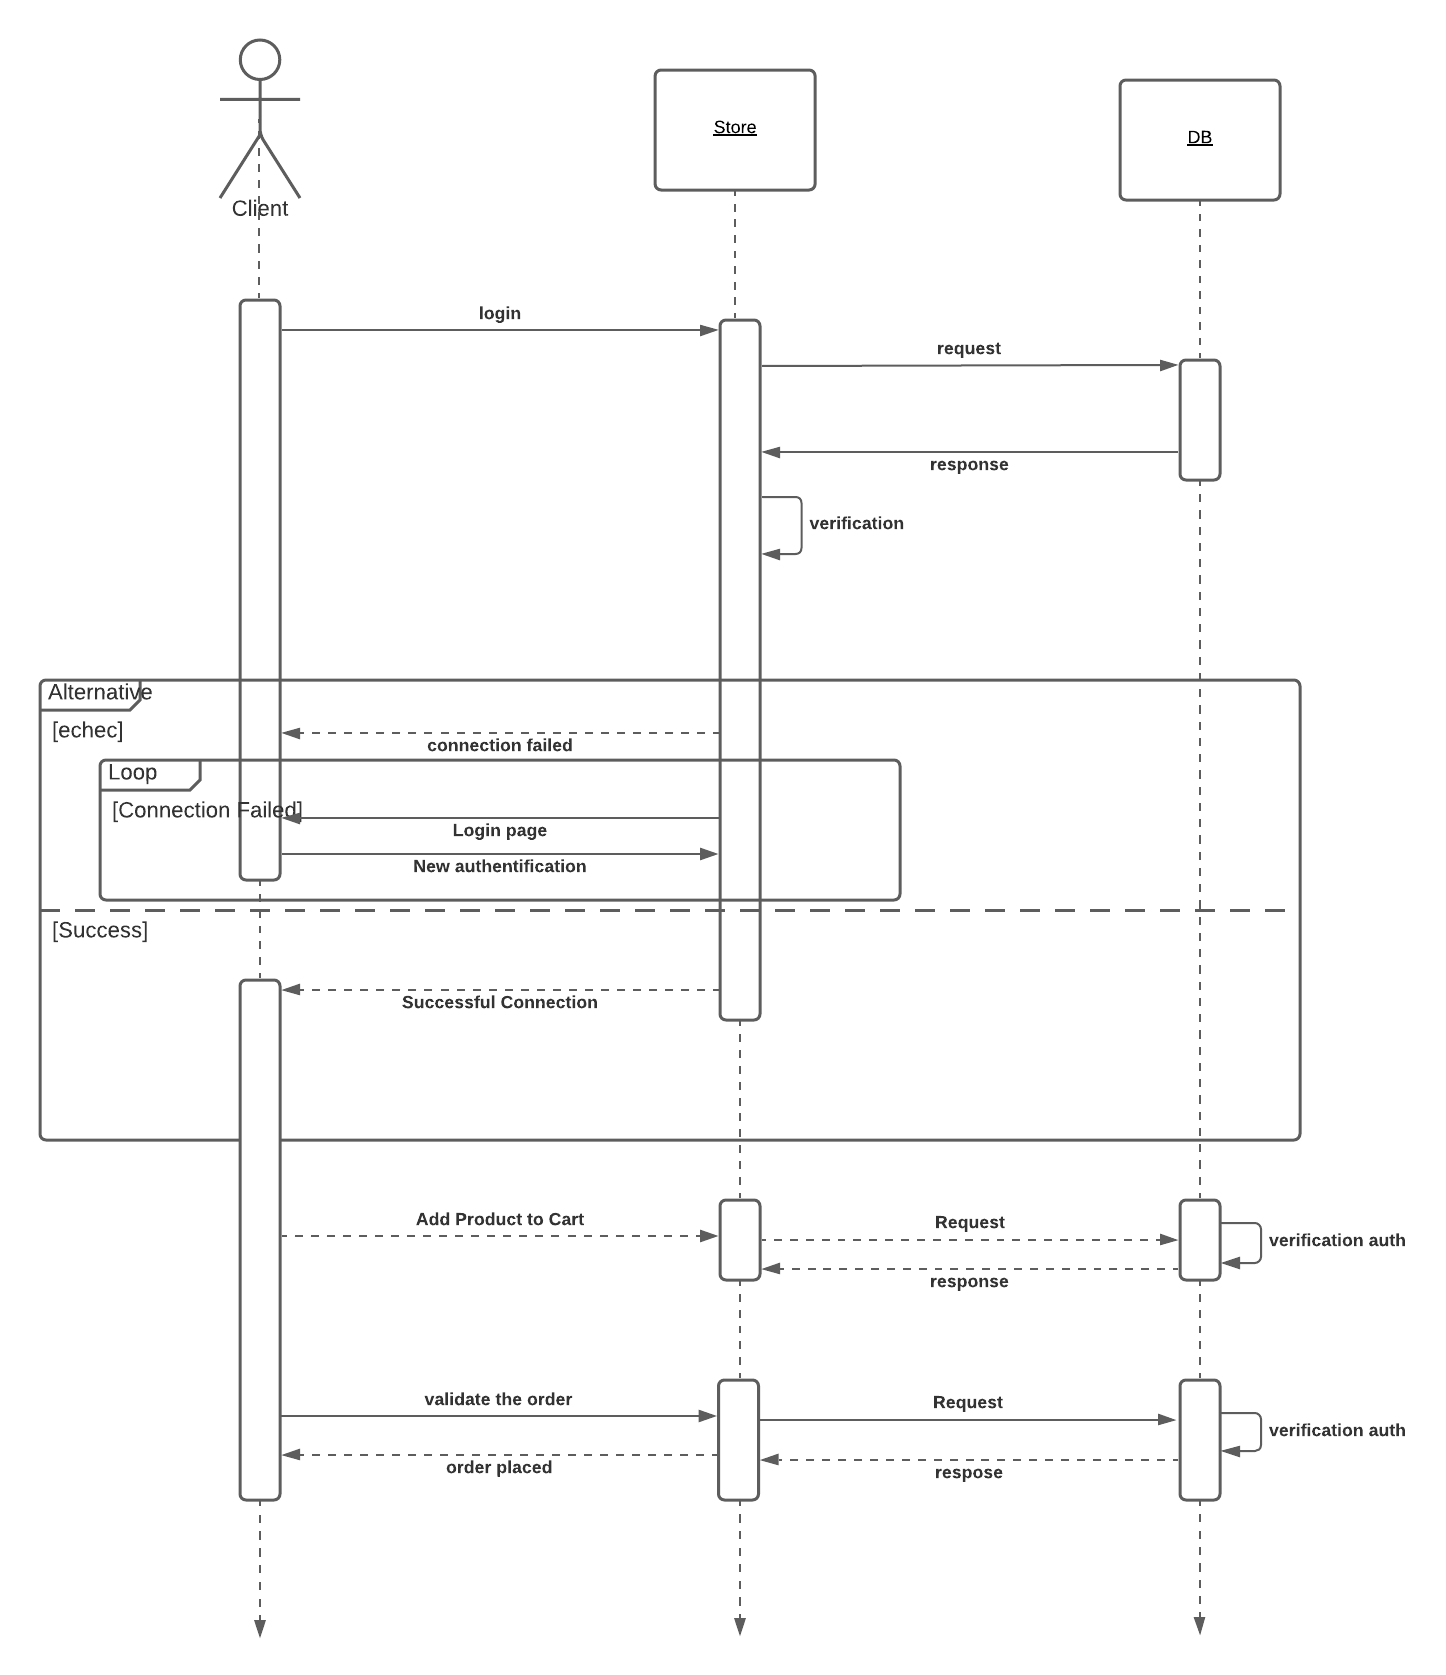 Client
Store
DB
login
request
response
verification
Alternative
[echec]
connection failed
Loop
[Connection Failed]
Login page
New authentification
[Success]
Successful Connection
Add Product to Cart
Request
verification auth
response
validate the order
Request
verification auth
order placed
respose